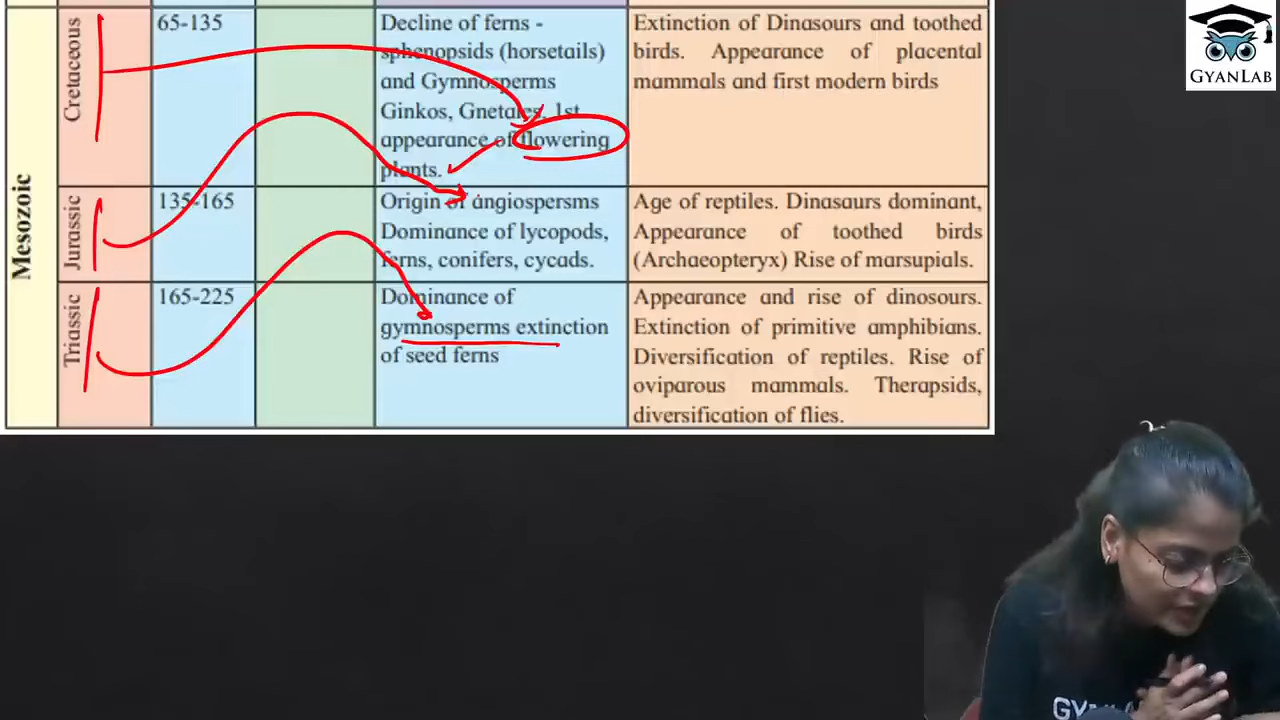 GYANLAB
Mesozoic
Cretaceous
65-135
Decline of ferns -
sphenopsids (horsetails)
and Gymnosperms
Ginkos, Gnetales, 1st
appearance of flowering
plants.
Extinction of Dinasours and toothed
birds. Appearance of placental
mammals and first modern birds
Jurassic
135-165
Origin of angiospersms
Dominance of lycopods,
ferns, conifers, cycads.
Age of reptiles. Dinasaurs dominant,
Appearance of toothed birds
(Archaeopteryx) Rise of marsupials.
Triassic
165-225
Dominance of
gymnosperms extinction
of seed ferns
Appearance and rise of dinosours.
Extinction of primitive amphibians.
Diversification of reptiles. Rise of
oviparous mammals. Therapsids,
diversification of flies.